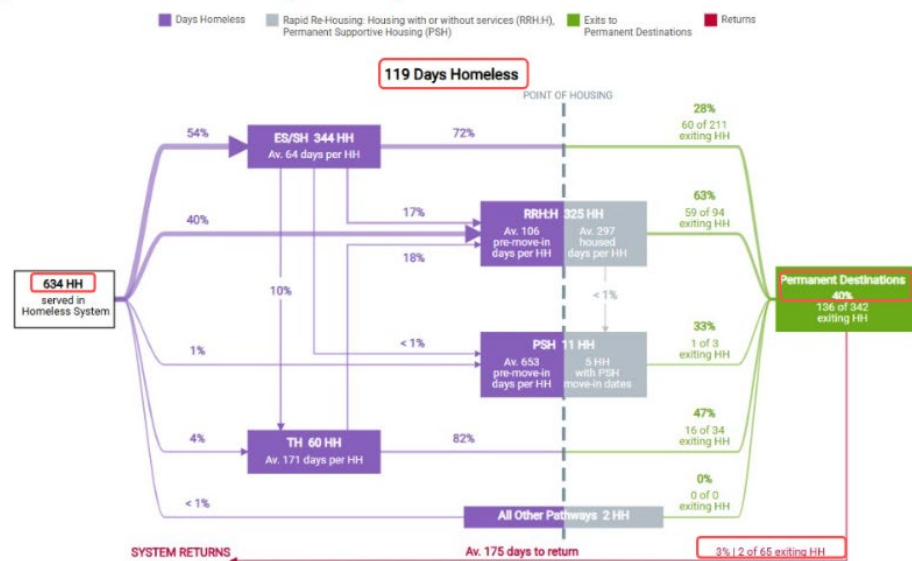 Days Homeless
Rapid Re-Housing: Housing with or without services (RRH:H),
Permanent Supportive Housing (PSH)
Exits to
Permanent Destinations
Returns
119 Days Homeless
POINT OF HOUSING
54%
ES/SH 344 HH
Av. 64 days per HH
72%
28%
60 of 211
exiting HH
40%
17%
18%
RRH:H 325 HH
Av. 106
pre-move-in
days per HH
Av. 297
housed
days per HH
63%
59 of 94
exiting HH
634 HH
served in
Homeless System
10%
< 1%
Permanent Destinations
40%
136 of 342
exiting HH
1%
< 1%
PSH 11 HH
Av. 653
pre-move-in
days per HH
5 HH
with PSH
move-in dates
33%
1 of 3
exiting HH
4%
TH 60 HH
Av. 171 days per HH
82%
47%
16 of 34
exiting HH
< 1%
All Other Pathways 2 HH
0%
0 of 0
exiting HH
SYSTEM RETURNS
Av. 175 days to return
3% | 2 of 65 exiting HH